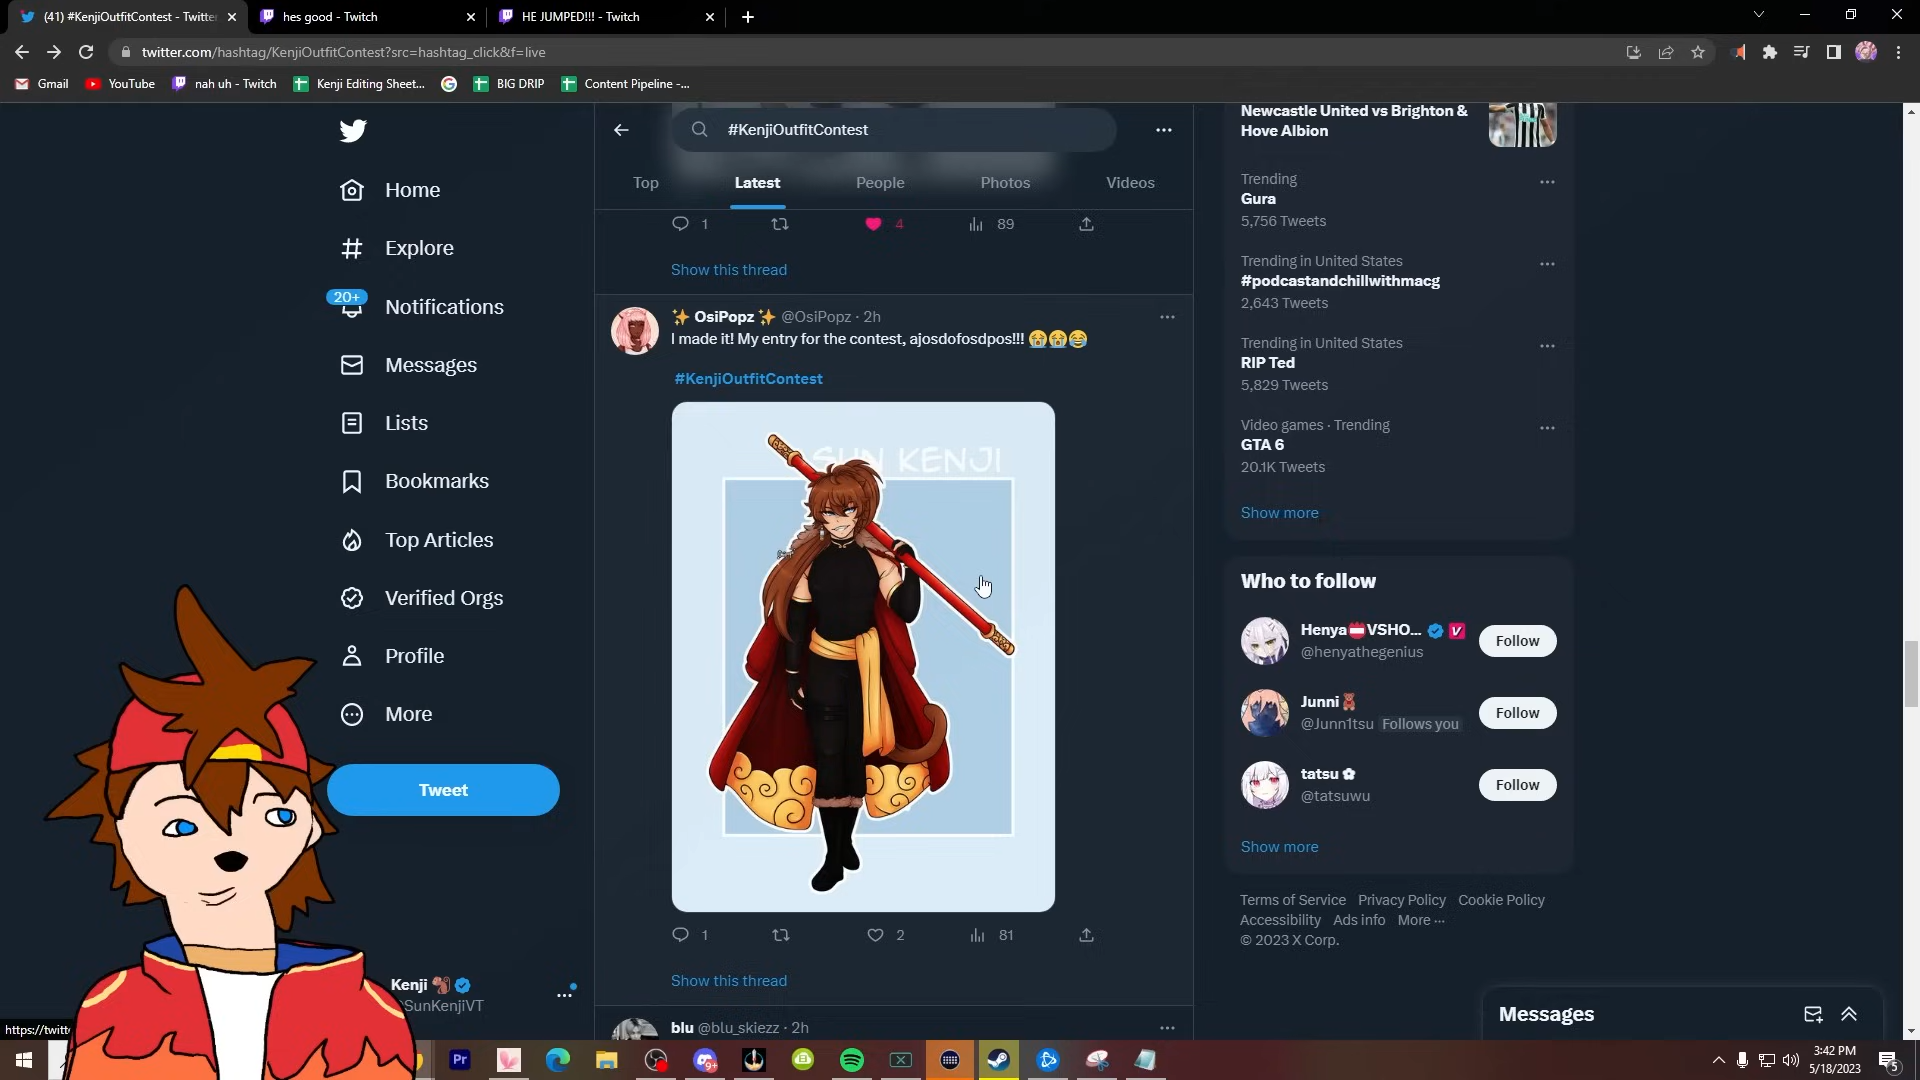 (41) #KenjiOutfitContest - Twitter
hes good - Twitch
HE JUMPED!!! - Twitch
twitter.com/hashtag/KenjiOutfitContest?src=hashtag_click&f=live
Gmail
YouTube
nah uh - Twitch
Kenji Editing Sheet...
BIG DRIP
Content Pipeline -...
Home
Explore
20+
Notifications
Messages
Lists
Bookmarks
Top Articles
Verified Orgs
Profile
More
Tweet
Kenji
@SunKenjiVT
https://twitt
#KenjiOutfitContest
Top
Latest
People
Photos
Videos
1
4
89
Show this thread
✨ OsiPopz ✨ @OsiPopz · 2h
I made it! My entry for the contest, ajosdofosdpos!!! 😭😭😂
#KenjiOutfitContest
SUN KENJI
1
2
81
Show this thread
blu @blu_skiezz · 2h
Newcastle United vs Brighton &
Hove Albion
Trending
Gura
5,756 Tweets
Trending in United States
#podcastandchillwithmacg
2,643 Tweets
Trending in United States
RIP Ted
5,829 Tweets
Video games · Trending
GTA 6
20.1K Tweets
Show more
Who to follow
Henya VSHO...
@henyathegenius
Follow
Junni
@Junn1tsu Follows you
Follow
tatsu
@tatsuwu
Follow
Show more
Terms of Service Privacy Policy Cookie Policy
Accessibility Ads info More ...
© 2023 X Corp.
Messages
Pr
9+
3:42 PM
5/18/2023
5